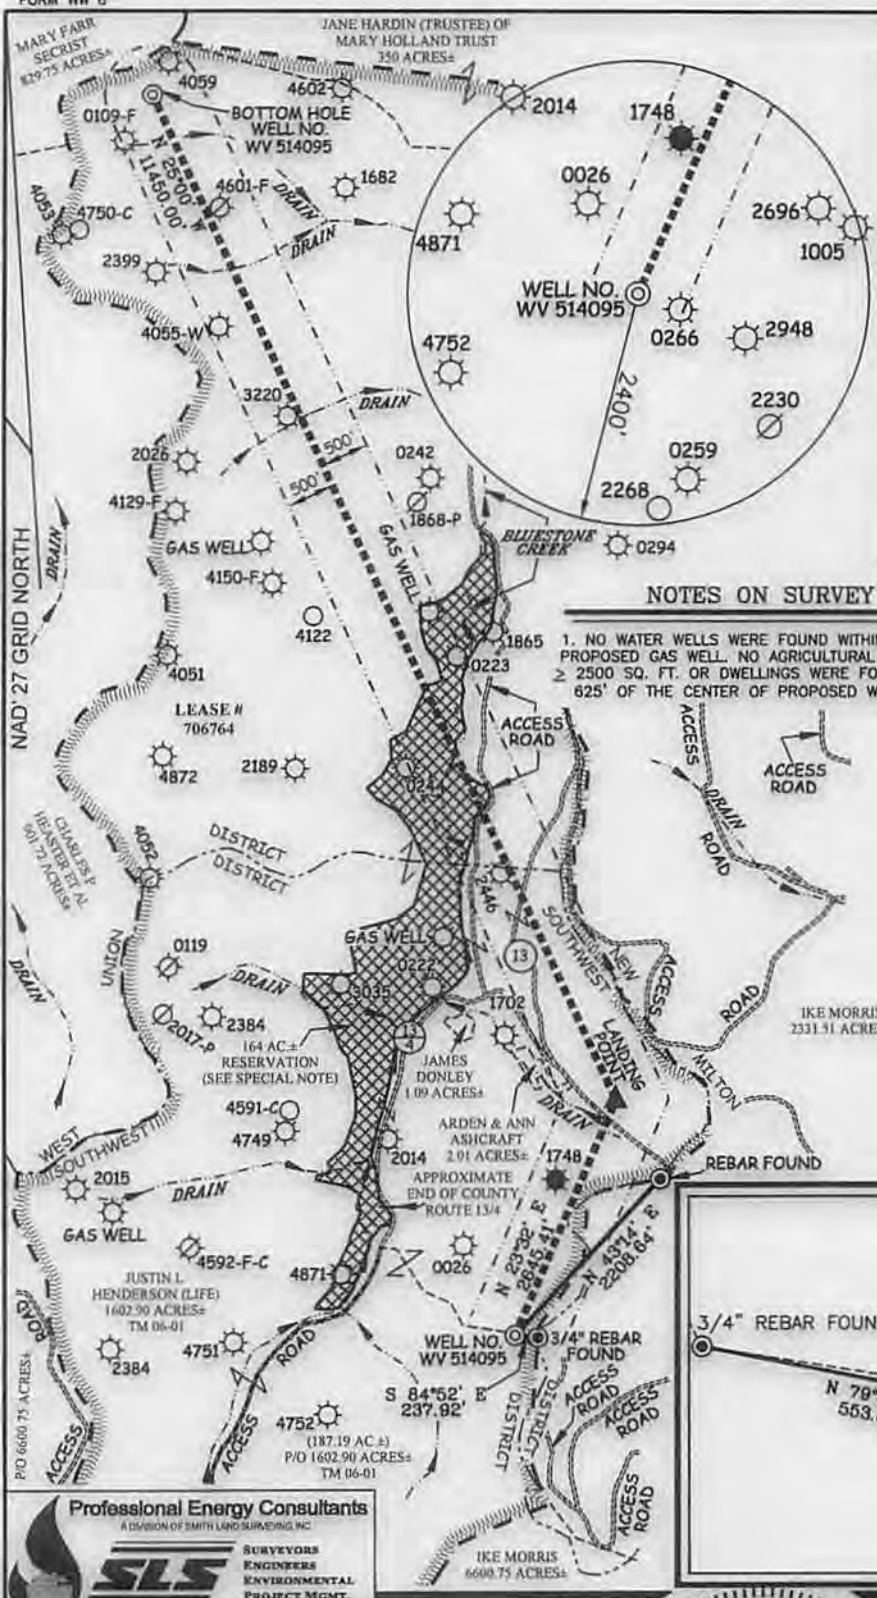 FORM WW-6
MARY FARR
SECRIST
829.75 ACRES±
JANE HARDIN (TRUSTEE) OF
MARY HOLLAND TRUST
350 ACRES±
4059
4602
2014
0109-F
BOTTOM HOLE
WELL NO.
WV 514095
N 25°00' W
11450.00'
4601-F
DRAIN
1682
4053
4750-C
DRAIN
2399
4055-W
3220
DRAIN
500'
500'
2026
0242
4129-F
1868-P
GAS WELL
GAS WELL
4150-F
BLUESTONE
CREEK
0294
DRAIN
NAD'27 GRID NORTH
4122
1865
4051
0223
1748
0026
4871
2696
1005
WELL NO.
WV 514095
0266
2948
4752
2400'
2230
0259
2268
NOTES ON SURVEY
1. NO WATER WELLS WERE FOUND WITHIN
PROPOSED GAS WELL. NO AGRICULTURAL
≥ 2500 SQ. FT. OR DWELLINGS WERE FO
625' OF THE CENTER OF PROPOSED W
LEASE #
706764
ACCESS
ROAD
ACCESS
ROAD
ACCESS
ROAD
DRAIN
4872
2189
0244
CHARLES P
HEASTER ET AL
601.72 ACRES±
4052
DISTRICT
DISTRICT
2446
UNION
SOUTHWEST
NEW
MILTON
0119
GAS WELL
13
ACCESS
ROAD
DRAIN
DRAIN
0222
3035
1702
2017-P
2384
13
4
164 AC.±
RESERVATION
(SEE SPECIAL NOTE)
JAMES
DONLEY
1.09 ACRES±
LANDING
POINT
IKE MORRIS
2331.51 ACRE
4591-C
4749
ARDEN & ANN
ASHCRAFT
2.01 ACRES±
DRAIN
WEST
SOUTHWEST
2014
1748
REBAR FOUND
2015
DRAIN
APPROXIMATE
END OF COUNTY
ROUTE 13/4
GAS WELL
N 23°32' E
2645.41'
N 43°14' E
2208.64'
4592-F-C
0026
4871
JUSTIN L
HENDERSON (LIFE)
1602.90 ACRES±
TM 06-01
ROAD
WELL NO.
WV 514095
3/4" REBAR
FOUND
3/4" REBAR FOUN
N 79°
553.
4751
2384
ROAD
S 84°52' E
237.92'
DISTRICT
DISTRICT
ACCESS
ROAD
ACCESS
ROAD
P/O 6600.75 ACRES±
ACCESS
ACCESS
4752
(187.19 AC.±)
P/O 1602.90 ACRES±
TM 06-01
ACCESS
ROAD
IKE MORRIS
6600.75 ACRES±
Professional Energy Consultants
A DIVISION OF SMITH LAND SURVEYING, INC.
SLS
SURVEYORS
ENGINEERS
ENVIRONMENTAL
PROJECT MGMT.